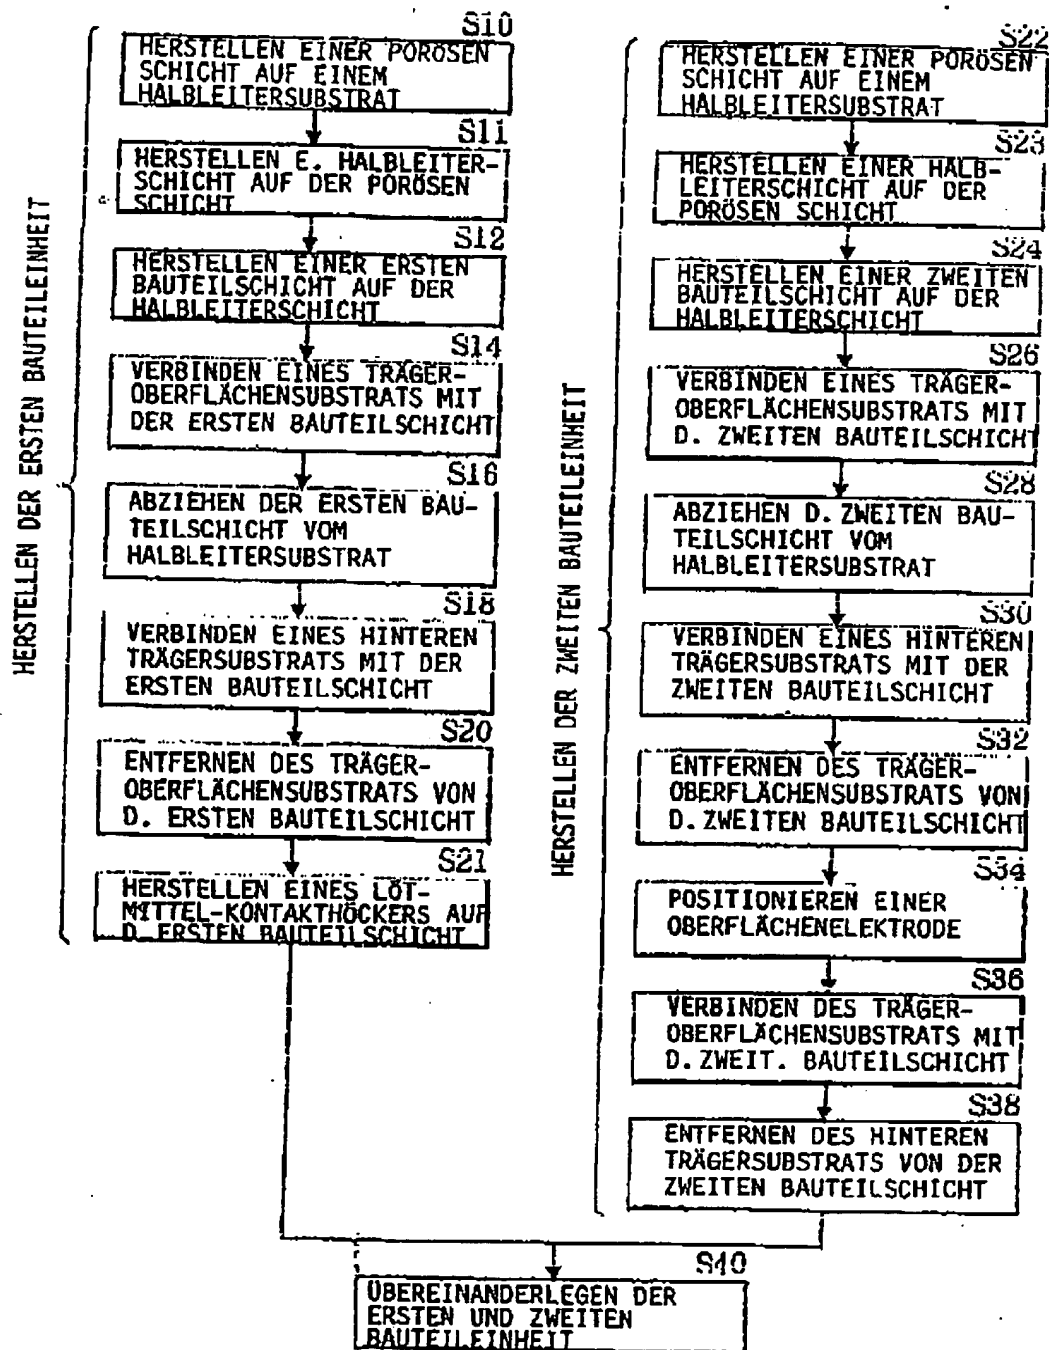 HERSTELLEN DER ERSTEN BAUTEILEINHEIT
S10
HERSTELLEN EINER PORÖSEN
SCHICHT AUF EINEM
HALBLEITERSUBSTRAT
S11
HERSTELLEN E. HALBLEITER-
SCHICHT AUF DER PORÖSEN
SCHICHT
S12
HERSTELLEN EINER ERSTEN
BAUTEILSCHICHT AUF DER
HALBLEITERSCHICHT
S14
VERBINDEN EINES TRÄGER-
OBERFLÄCHENSUBSTRATS MIT
DER ERSTEN BAUTEILSCHICHT
S16
ABZIEHEN DER ERSTEN BAU-
TEILSCHICHT VOM
HALBLEITERSUBSTRAT
S18
VERBINDEN EINES HINTEREN
TRÄGERSUBSTRATS MIT DER
ERSTEN BAUTEILSCHICHT
S20
ENTFERNEN DES TRÄGER-
OBERFLÄCHENSUBSTRATS VON
D. ERSTEN BAUTEILSCHICHT
S21
HERSTELLEN EINES LÖT-
MITTEL-KONTAKTHÖCKERS AUF
D. ERSTEN BAUTEILSCHICHT
HERSTELLEN DER ZWEITEN BAUTEILEINHEIT
S22
HERSTELLEN EINER PORÖSEN
SCHICHT AUF EINEM
HALBLEITERSUBSTRAT
S23
HERSTELLEN EINER HALB-
LEITERSCHICHT AUF DER
PORÖSEN SCHICHT
S24
HERSTELLEN EINER ZWEITEN
BAUTEILSCHICHT AUF DER
HALBLEITERSCHICHT
S26
VERBINDEN EINES TRÄGER-
OBERFLÄCHENSUBSTRATS MIT
D. ZWEITEN BAUTEILSCHICHT
S28
ABZIEHEN D. ZWEITEN BAU-
TEILSCHICHT VOM
HALBLEITERSUBSTRAT
S30
VERBINDEN EINES HINTEREN
TRÄGERSUBSTRATS MIT DER
ZWEITEN BAUTEILSCHICHT
S32
ENTFERNEN DES TRÄGER-
OBERFLÄCHENSUBSTRATS VON
D. ZWEITEN BAUTEILSCHICHT
S34
POSITIONIEREN EINER
OBERFLÄCHENELEKTRODE
S36
VERBINDEN DES TRÄGER-
OBERFLÄCHENSUBSTRATS MIT
D. ZWEIT. BAUTEILSCHICHT
S38
ENTFERNEN DES HINTEREN
TRÄGERSUBSTRATS VON DER
ZWEITEN BAUTEILSCHICHT
S40
ÜBEREINANDERLEGEN DER
ERSTEN UND ZWEITEN
BAUTEILEINHEIT